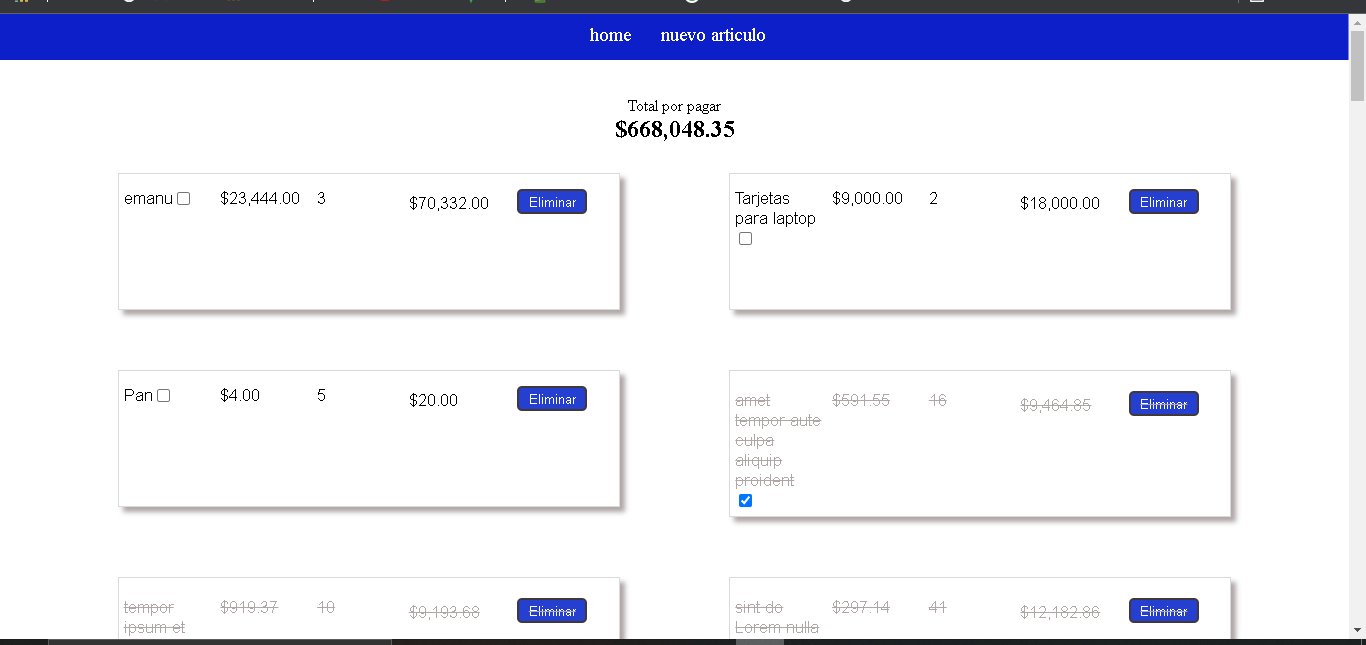 home nuevo articulo
Total por pagar
$668,048.35
emanu $23,444.00 3 $70,332.00 Eliminar
Tarjetas $9,000.00 2 $18,000.00 Eliminar
para laptop
Pan $4.00 5 $20.00 Eliminar
amet $591.55 16 $9,464.85 Eliminar
tempor aute
culpa
aliquip
proident
tempor $919.37 10 $9,193.68 Eliminar
ipsum et
sint do $297.14 41 $12,182.86 Eliminar
Lorem nulla